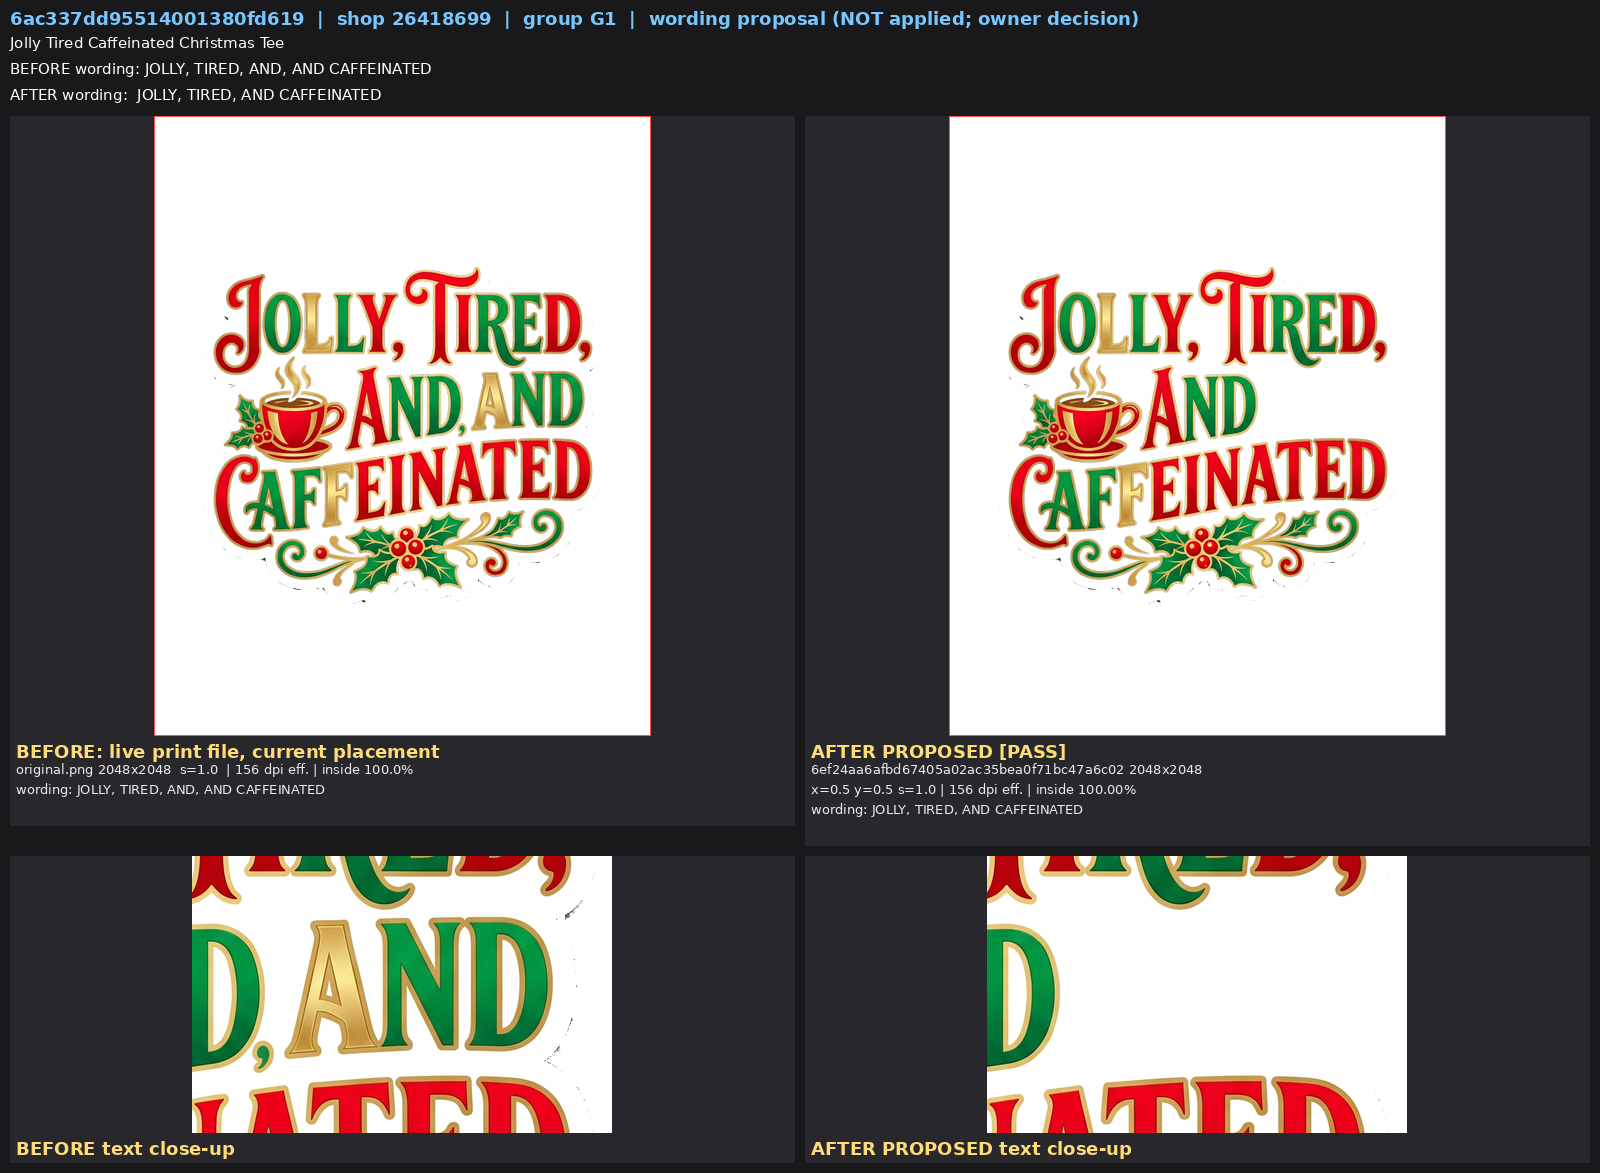 6ac337dd95514001380fd619 | shop 26418699 | group G1 | wording proposal (NOT applied; owner decision)
Jolly Tired Caffeinated Christmas Tee
BEFORE wording: JOLLY, TIRED, AND, AND CAFFEINATED
AFTER wording: JOLLY, TIRED, AND CAFFEINATED
JOLLY, TIRED,
AND, AND
CAFFEINATED
BEFORE: live print file, current placement
original.png 2048x2048 s=1.0 | 156 dpi eff. | inside 100.0%
wording: JOLLY, TIRED, AND, AND CAFFEINATED
JOLLY, TIRED,
AND
CAFFEINATED
AFTER PROPOSED [PASS]
6ef24aa6afbd67405a02ac35bea0f71bc47a6c02 2048x2048
x=0.5 y=0.5 s=1.0 | 156 dpi eff. | inside 100.00%
wording: JOLLY, TIRED, AND CAFFEINATED
TIRED,
D, AND
NATED
BEFORE text close-up
TIRED,
D
NATED
AFTER PROPOSED text close-up